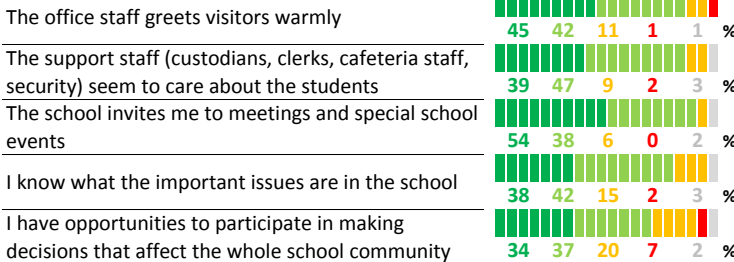 The office staff greets visitors warmly
45 42 11 1 1 %
The support staff (custodians, clerks, cafeteria staff,
security) seem to care about the students
39 47 9 2 3 %
The school invites me to meetings and special school
events
54 38 6 0 2 %
I know what the important issues are in the school
38 42 15 2 3 %
I have opportunities to participate in making
decisions that affect the whole school community
34 37 20 7 2 %